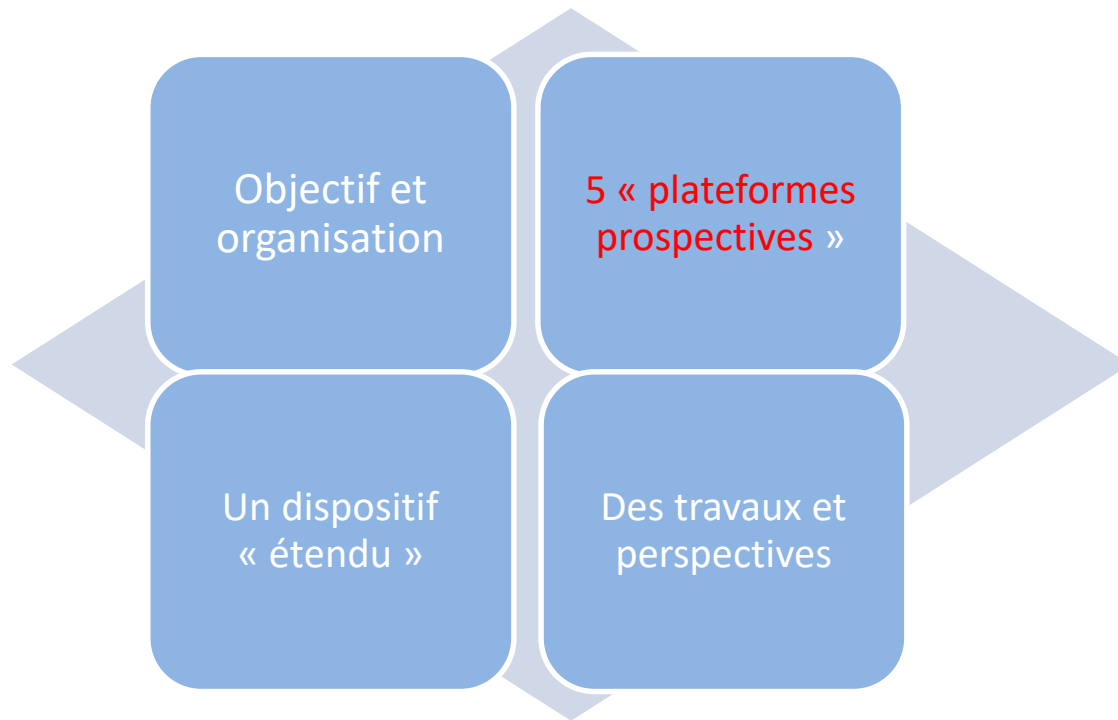 Objectif et
organisation
5 « plateformes
prospectives »
Un dispositif
« étendu »
Des travaux et
perspectives